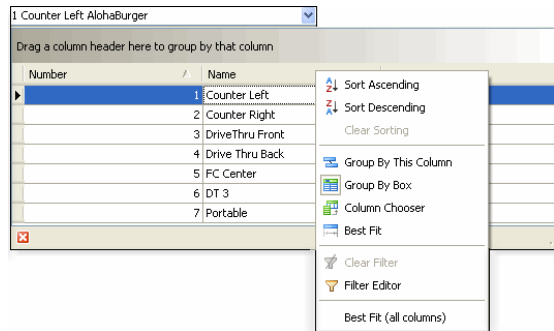 1 Counter Left AlohaBurger
Drag a column header here to group by that column
Number Name
1 Counter Left
2 Counter Right
3 DriveThru Front
4 Drive Thru Back
5 FC Center
6 DT 3
7 Portable
Sort Ascending
Sort Descending
Clear Sorting
Group By This Column
Group By Box
Column Chooser
Best Fit
Clear Filter
Filter Editor
Best Fit (all columns)